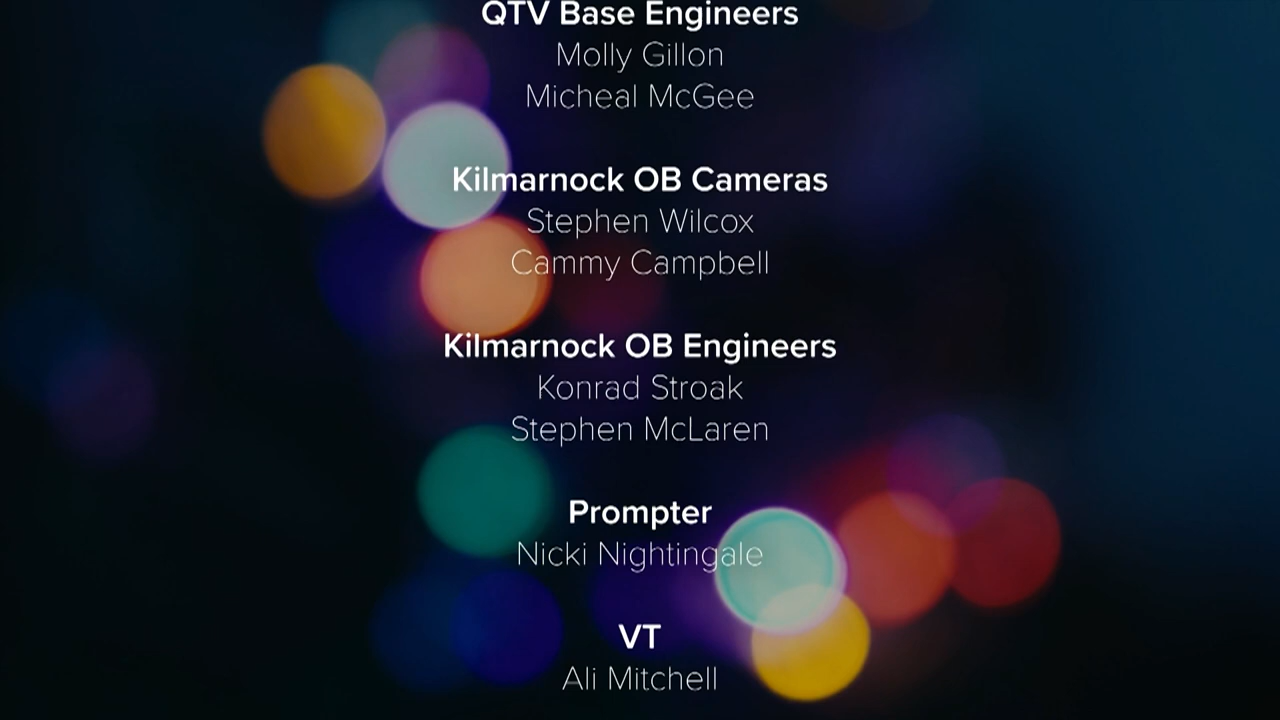 QTV Base Engineers
Molly Gillon
Micheal McGee
Kilmarnock OB Cameras
Stephen Wilcox
Cammy Campbell
Kilmarnock OB Engineers
Konrad Stroak
Stephen McLaren
Prompter
Nicki Nightingale
VT
Ali Mitchell